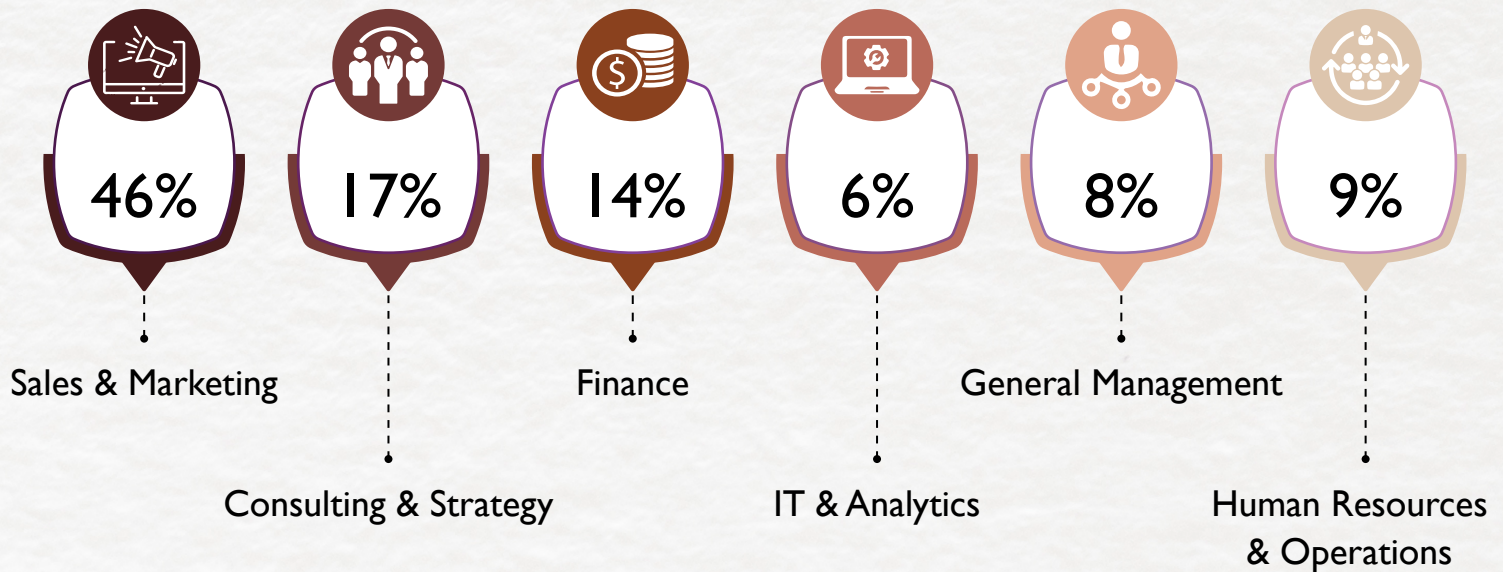 46%
17%
14%
6%
8%
9%
Sales & Marketing
Finance
General Management
Consulting & Strategy
IT & Analytics
Human Resources
& Operations